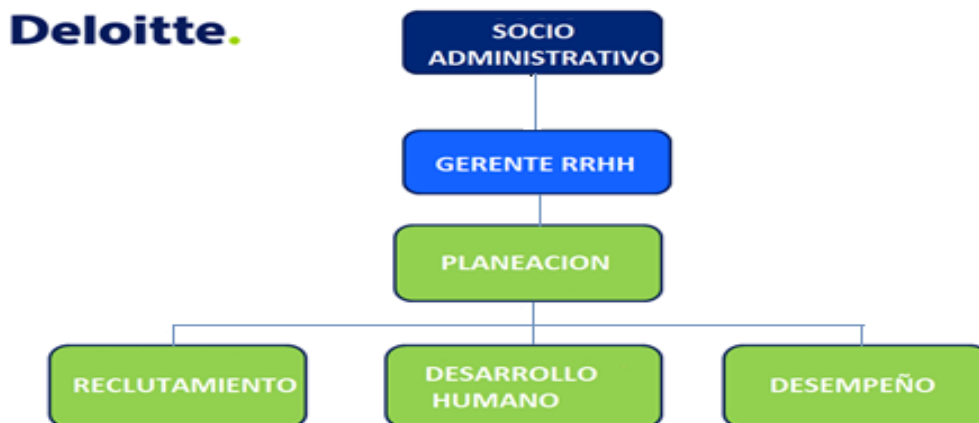 Deloitte.
SOCIO
ADMINISTRATIVO
GERENTE RRHH
PLANEACION
RECLUTAMIENTO
DESARROLLO
HUMANO
DESEMPEÑO